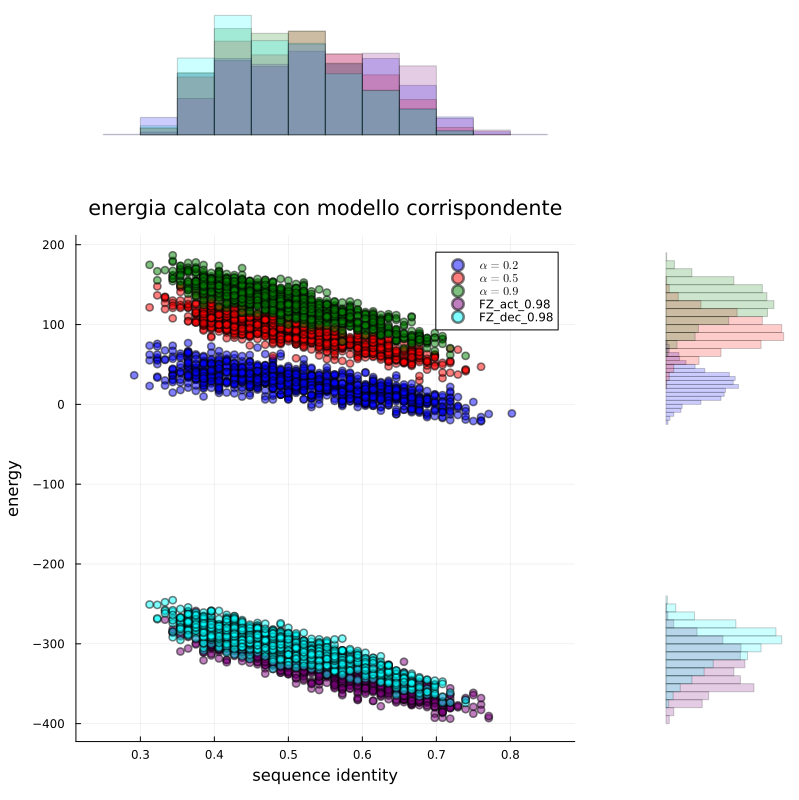 energia calcolata con modello corrispondente
200
100
0
−100
−200
−300
−400
energy
α = 0.2
α = 0.5
α = 0.9
FZ_act_0.98
FZ_dec_0.98
0.3 0.4 0.5 0.6 0.7 0.8
sequence identity